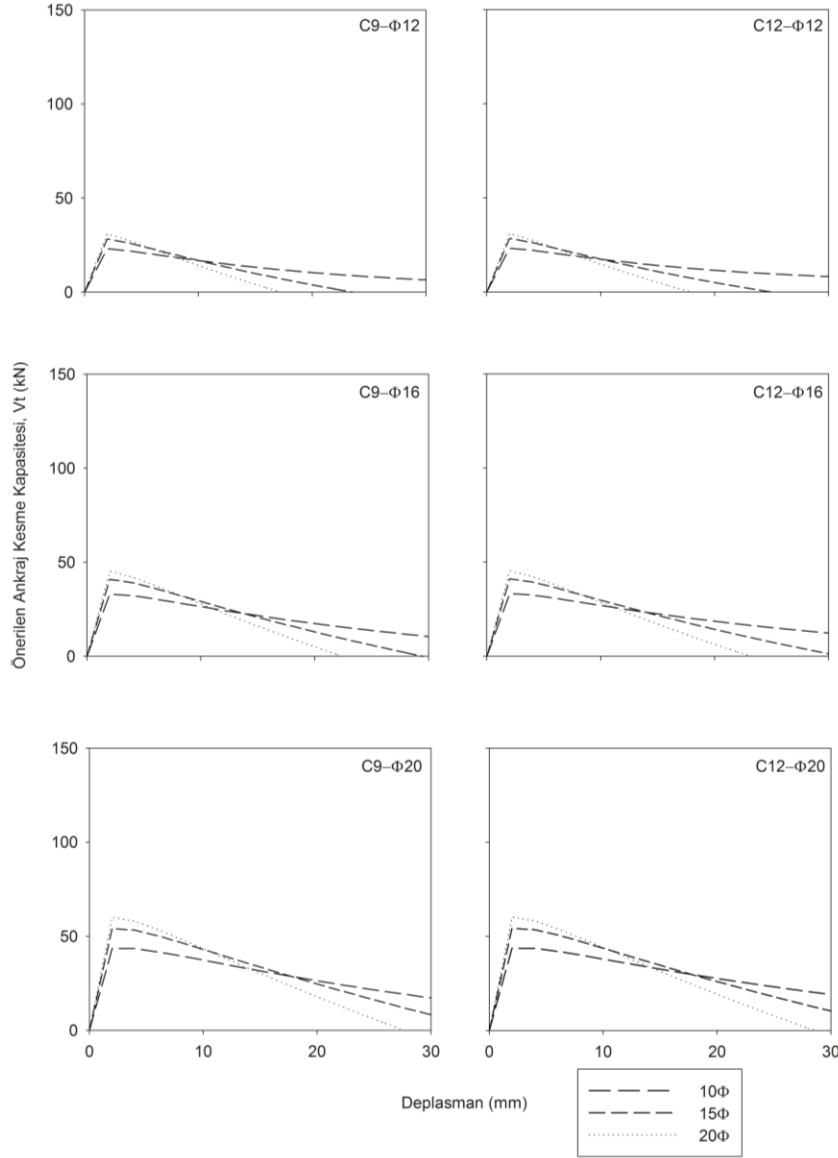 150
100
50
0
C9–Φ12
C12–Φ12
150
100
50
0
C9–Φ16
C12–Φ16
Önerilen Ankraj Kesme Kapasitesi, Vt (kN)
150
100
50
0
C9–Φ20
C12–Φ20
0 10 20 30 0 10 20 30
Deplasman (mm)
10Φ
15Φ
20Φ